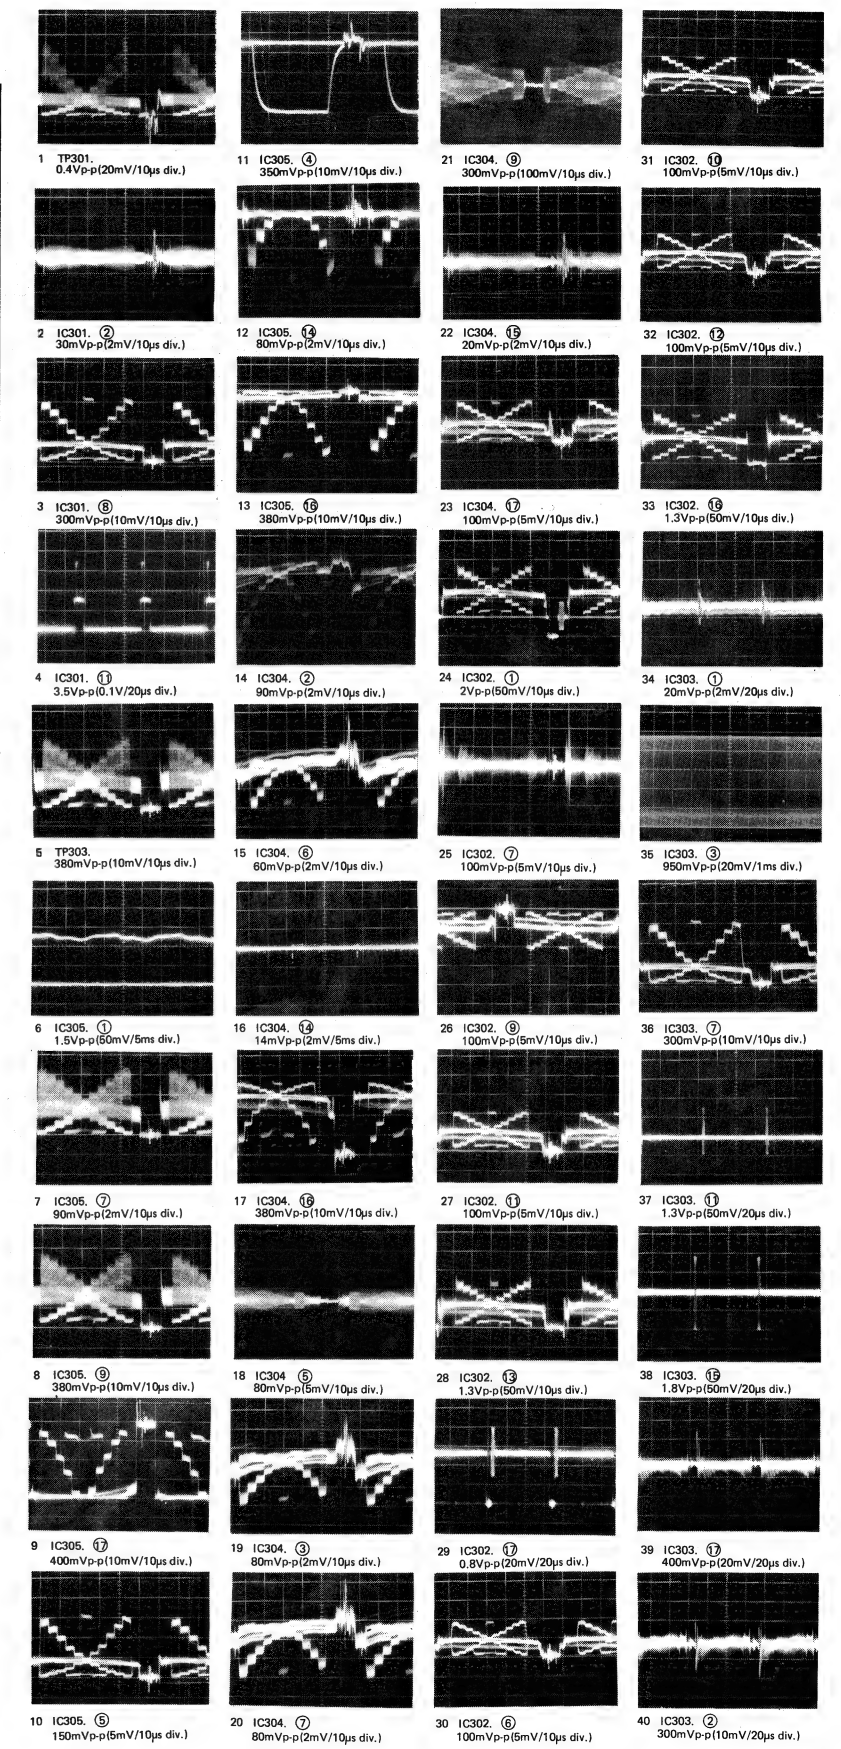 1 TP301.
0.4Vp-p(20mV/10µs div.)
2 IC301. ②
30mVp-p(2mV/10µs div.)
3 IC301. ⑧
300mVp-p(10mV/10µs div.)
4 IC301. ⑪
3.5Vp-p(0.1V/20µs div.)
5 TP303.
380mVp-p(10mV/10µs div.)
6 IC305. ①
1.5Vp-p(50mV/5ms div.)
7 IC305. ⑦
90mVp-p(2mV/10µs div.)
8 IC305. ⑨
380mVp-p(10mV/10µs div.)
9 IC305. ⑰
400mVp-p(10mV/10µs div.)
10 IC305. ⑤
150mVp-p(5mV/10µs div.)
11 IC305. ④
350mVp-p(10mV/10µs div.)
12 IC305. ⑭
80mVp-p(2mV/10µs div.)
13 IC305. ⑯
380mVp-p(10mV/10µs div.)
14 IC304. ②
90mVp-p(2mV/10µs div.)
15 IC304. ⑥
60mVp-p(2mV/10µs div.)
16 IC304. ⑭
14mVp-p(2mV/5ms div.)
17 IC304. ⑯
380mVp-p(10mV/10µs div.)
18 IC304 ⑤
80mVp-p(5mV/10µs div.)
19 IC304. ③
80mVp-p(2mV/10µs div.)
20 IC304. ⑦
80mVp-p(2mV/10µs div.)
21 IC304. ⑨
300mVp-p(100mV/10µs div.)
22 IC304. ⑮
20mVp-p(2mV/10µs div.)
23 IC304. ⑰
100mVp-p(5mV/10µs div.)
24 IC302. ①
2Vp-p(50mV/10µs div.)
25 IC302. ⑦
100mVp-p(5mV/10µs div.)
26 IC302. ⑨
100mVp-p(5mV/10µs div.)
27 IC302. ⑪
100mVp-p(5mV/10µs div.)
28 IC302. ⑬
1.3Vp-p(50mV/10µs div.)
29 IC302. ⑰
0.8Vp-p(20mV/20µs div.)
30 IC302. ⑥
100mVp-p(5mV/10µs div.)
31 IC302. ⑩
100mVp-p(5mV/10µs div.)
32 IC302. ⑫
100mVp-p(5mV/10µs div.)
33 IC302. ⑯
1.3Vp-p(50mV/10µs div.)
34 IC303. ①
20mVp-p(2mV/20µs div.)
35 IC303. ③
950mVp-p(20mV/1ms div.)
36 IC303. ⑦
300mVp-p(10mV/10µs div.)
37 IC303. ⑪
1.3Vp-p(50mV/20µs div.)
38 IC303. ⑮
1.8Vp-p(50mV/20µs div.)
39 IC303. ⑰
400mVp-p(20mV/20µs div.)
40 IC303. ②
300mVp-p(10mV/20µs div.)